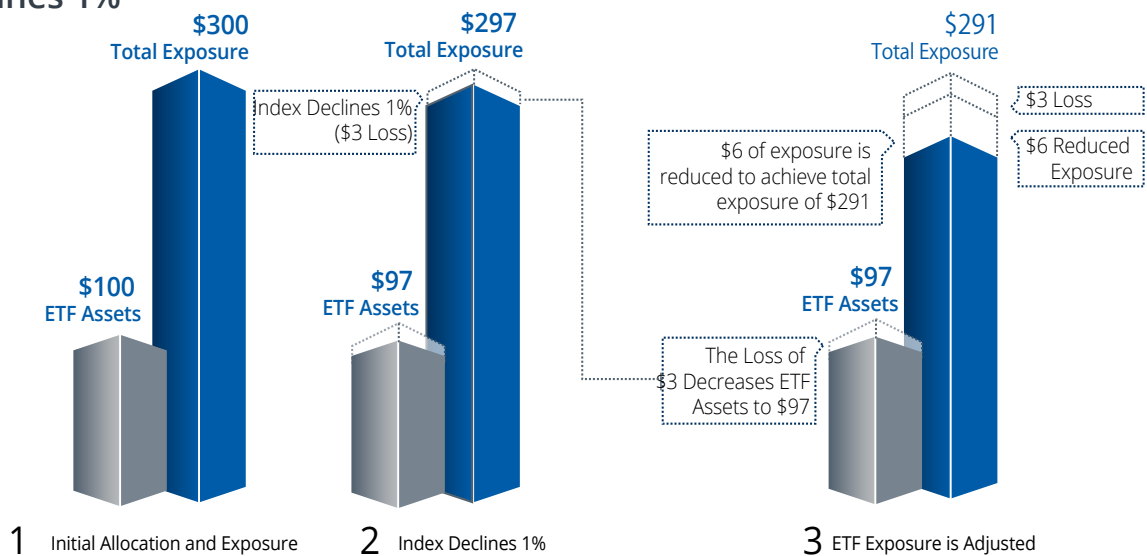 1%
$300
Total Exposure
Index Declines 1%
($3 Loss)
$100
ETF Assets
1 Initial Allocation and Exposure
$297
Total Exposure
$97
ETF Assets
2 Index Declines 1%
$291
Total Exposure
$3 Loss
$6 Reduced
Exposure
$6 of exposure is
reduced to achieve total
exposure of $291
$97
ETF Assets
The Loss of
$3 Decreases ETF
Assets to $97
3 ETF Exposure is Adjusted